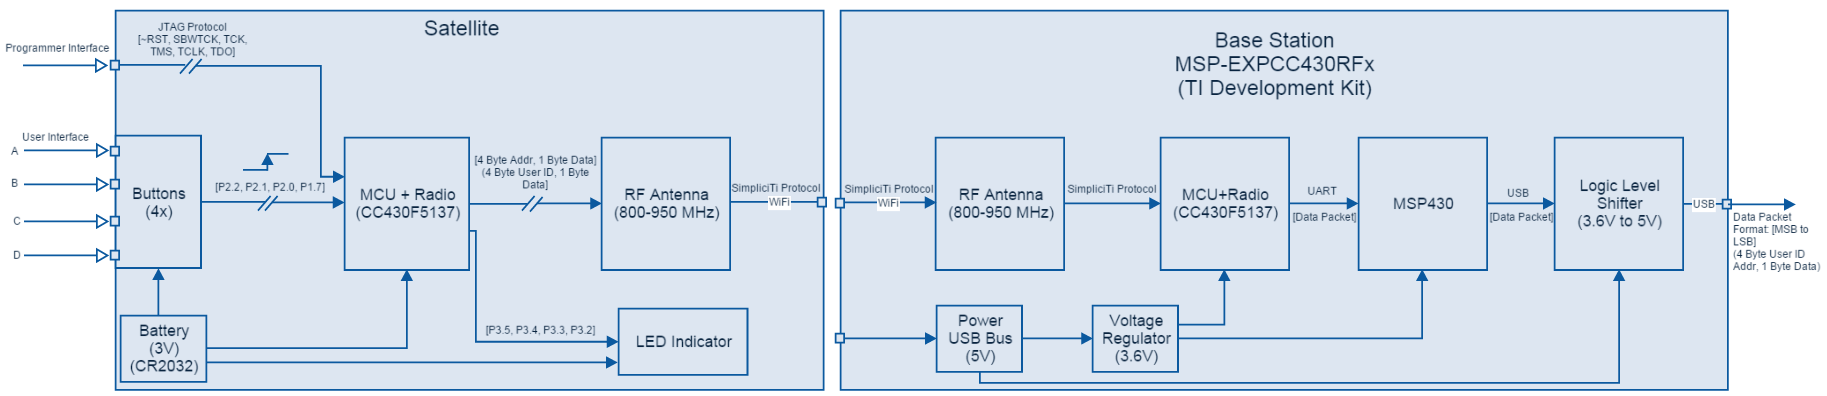 Satellite
JTAG Protocol
[~RST, SBWTCK, TCK,
TMS, TCLK, TDO]
Programmer Interface
User Interface
A
B
C
D
Buttons
(4x)
[P2.2, P2.1, P2.0, P1.7]
MCU + Radio
(CC430F5137)
[4 Byte Addr, 1 Byte Data]
(4 Byte User ID, 1 Byte
Data]
RF Antenna
(800-950 MHz)
SimpliciTi Protocol
WiFi
Battery
(3V)
(CR2032)
[P3.5, P3.4, P3.3, P3.2]
LED Indicator
Base Station
MSP-EXPCC430RFx
(TI Development Kit)
SimpliciTi Protocol
WiFi
RF Antenna
(800-950 MHz)
SimpliciTi Protocol
MCU+Radio
(CC430F5137)
UART
[Data Packet]
MSP430
USB
[Data Packet]
Logic Level
Shifter
(3.6V to 5V)
USB
Data Packet
Format: [MSB to
LSB]
(4 Byte User ID
Addr, 1 Byte Data)
Power
USB Bus
(5V)
Voltage
Regulator
(3.6V)